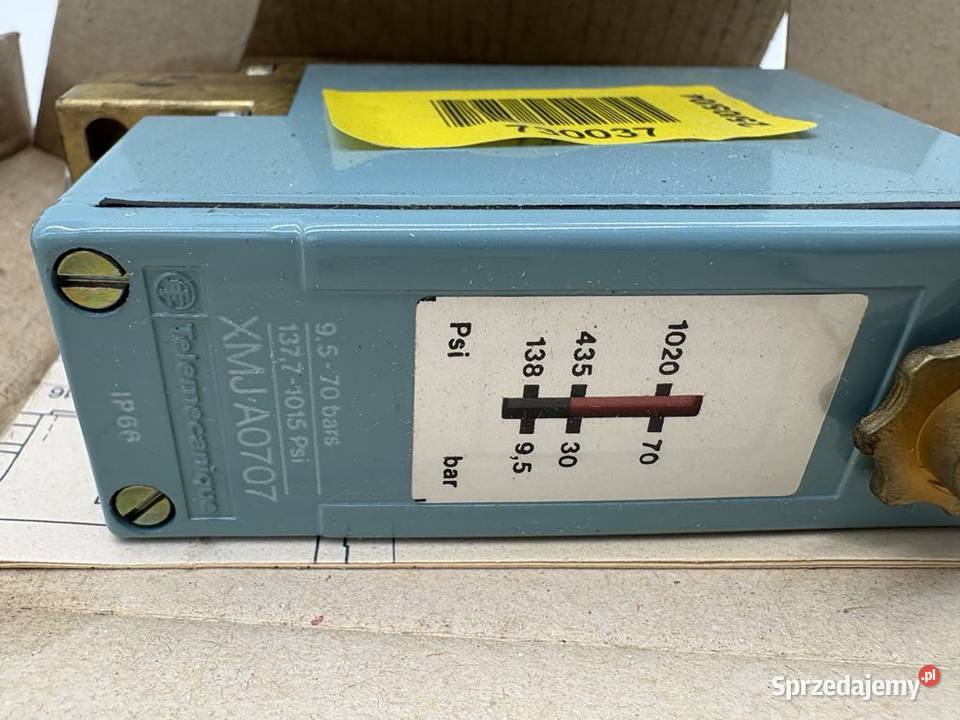 730037
258504
Telemecanique
XMJ-A0707
137,7-1015 Psi
9,5-70 bars
IP66
Psi
138 435 1020
9,5 30 70
bar
Sprzedajemy.pl